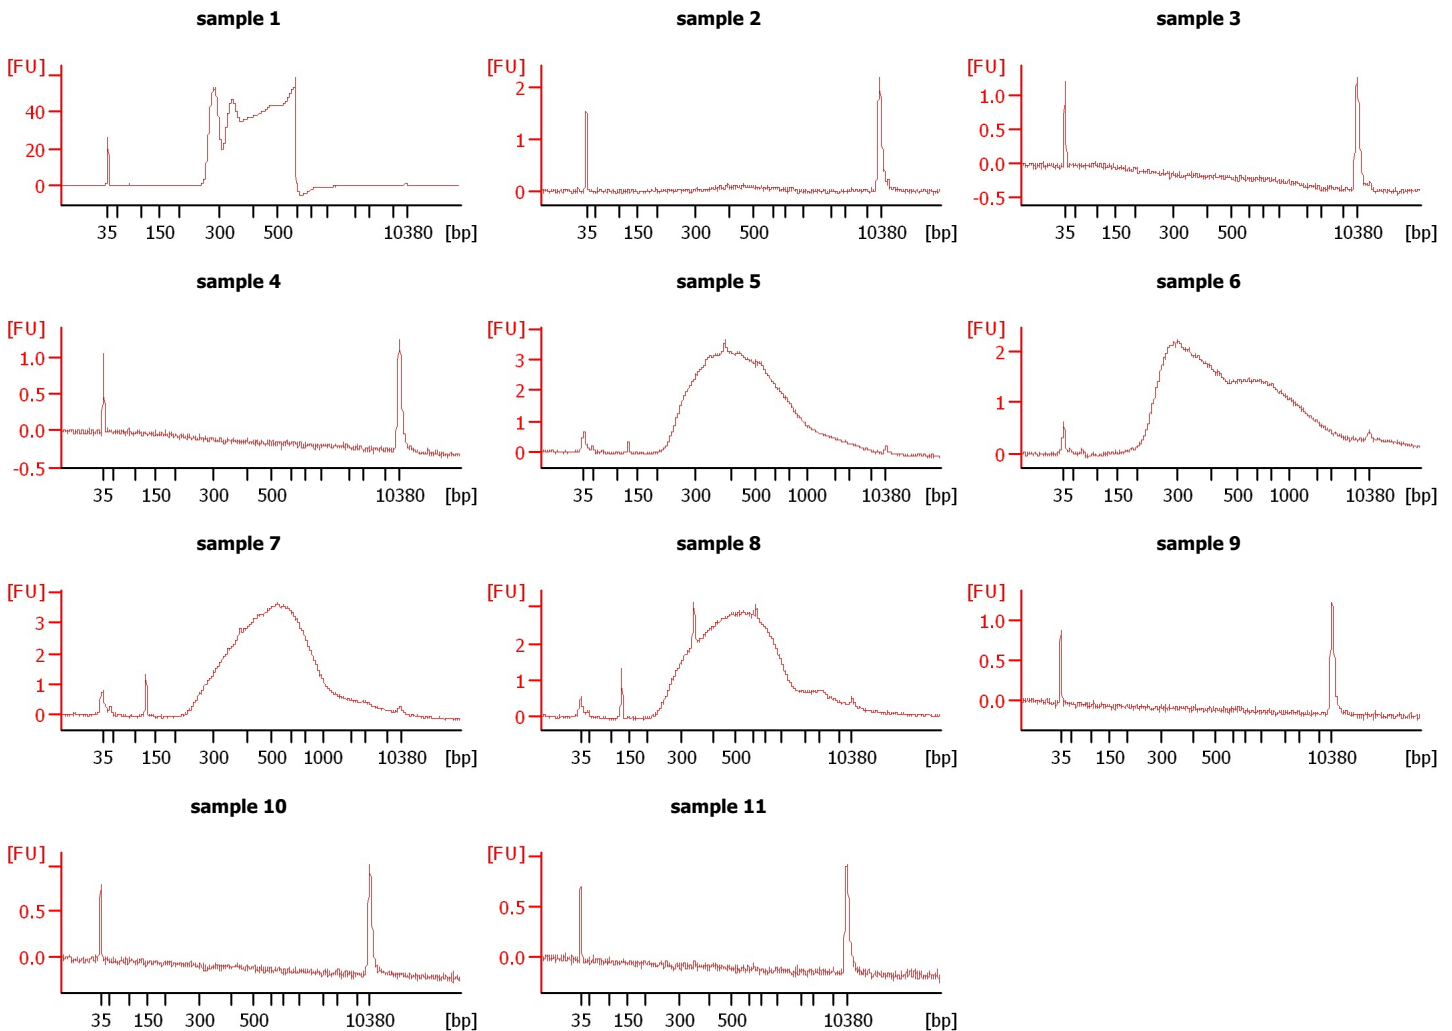 sample 1
sample 2
sample 3
[FU]
40
20
0
35 150 300 500 10380 [bp]
[FU]
2
1
0
35 150 300 500 10380 [bp]
[FU]
1.0
0.5
0.0
-0.5
35 150 300 500 10380 [bp]
sample 4
sample 5
sample 6
[FU]
1.0
0.5
0.0
-0.5
35 150 300 500 10380 [bp]
[FU]
3
2
1
0
35 150 300 500 1000 10380 [bp]
[FU]
2
1
0
35 150 300 500 1000 10380 [bp]
sample 7
sample 8
sample 9
[FU]
3
2
1
0
35 150 300 500 1000 10380 [bp]
[FU]
2
1
0
35 150 300 500 10380 [bp]
[FU]
1.0
0.5
0.0
35 150 300 500 10380 [bp]
sample 10
sample 11
[FU]
0.5
0.0
35 150 300 500 10380 [bp]
[FU]
0.5
0.0
35 150 300 500 10380 [bp]